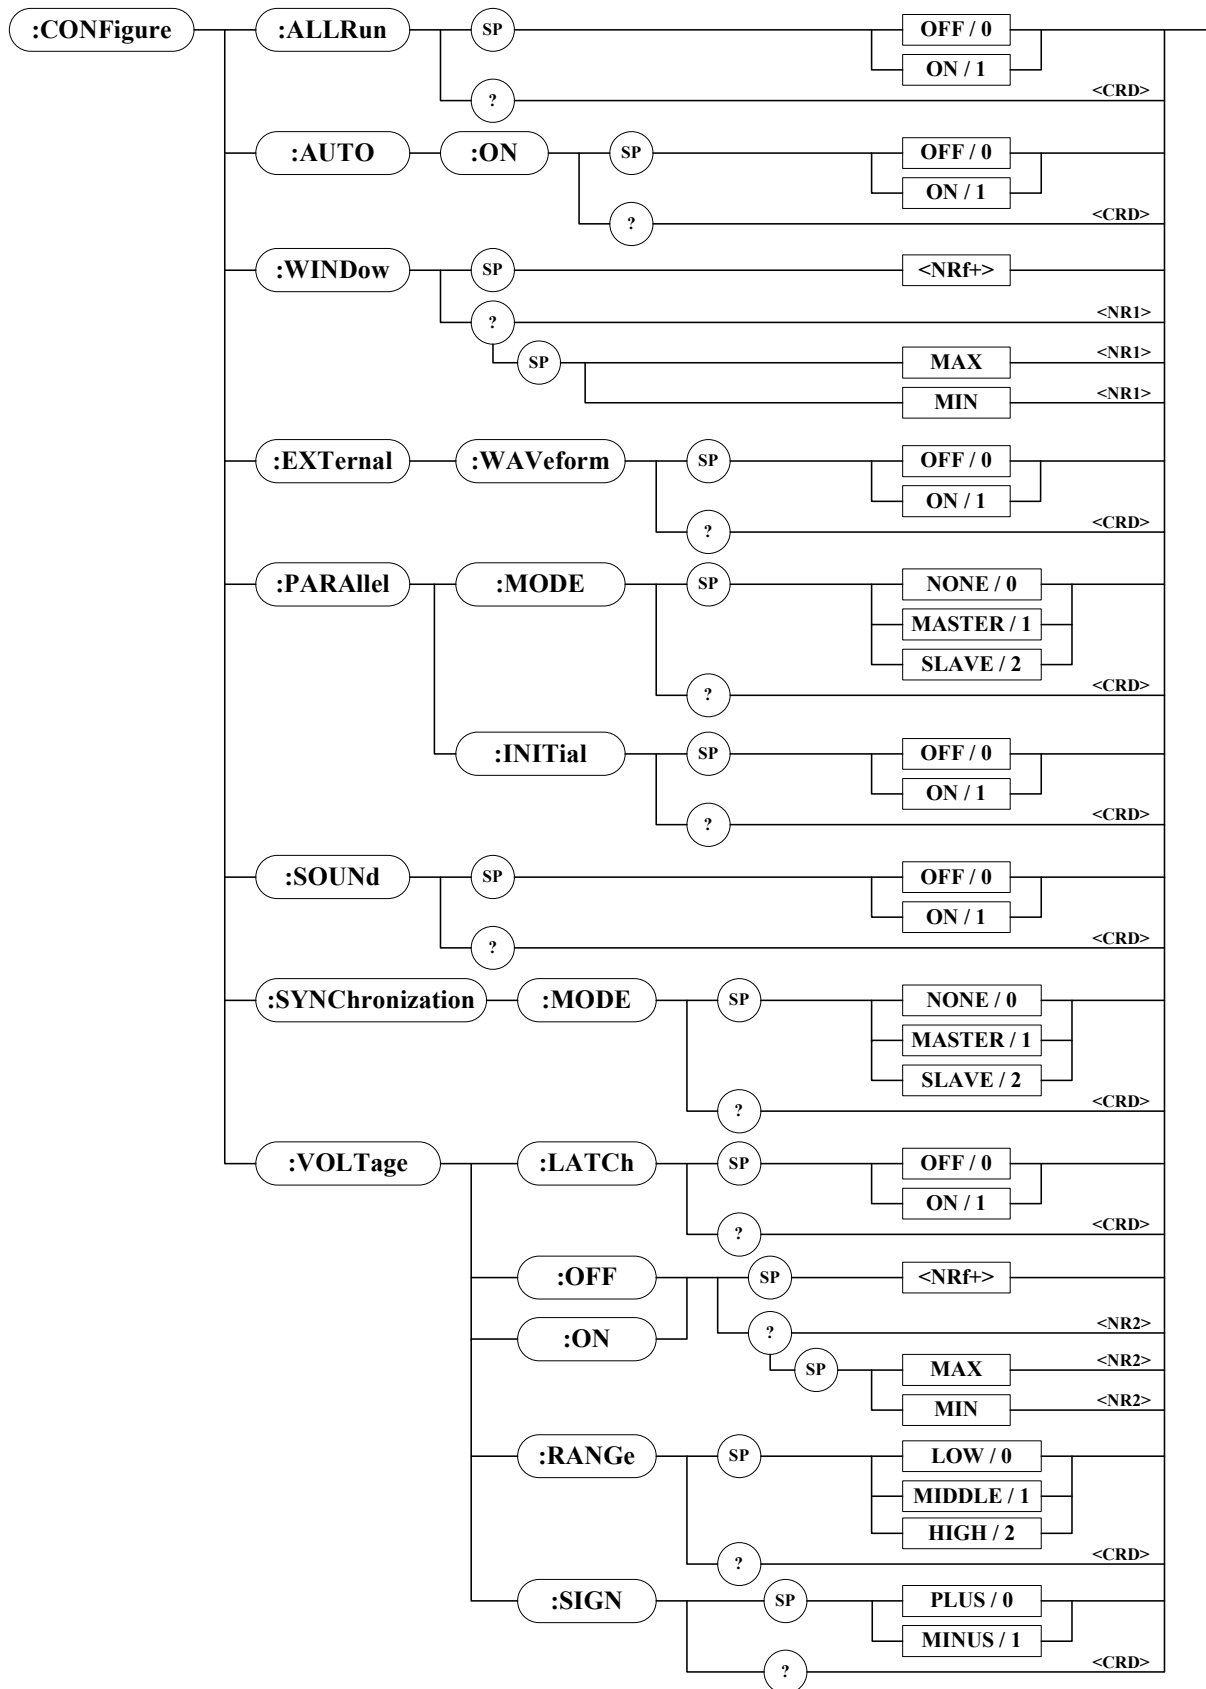 :CONFigure :ALLRun SP OFF / 0
ON / 1
? <CRD>
:AUTO :ON SP OFF / 0
ON / 1
? <CRD>
:WINDow SP <NRf+>
? <NR1>
SP MAX <NR1>
MIN <NR1>
:EXTernal :WAVeform SP OFF / 0
ON / 1
? <CRD>
:PARAllel :MODE SP NONE / 0
MASTER / 1
SLAVE / 2
? <CRD>
:INITial SP OFF / 0
ON / 1
? <CRD>
:SOUNd SP OFF / 0
ON / 1
? <CRD>
:SYNChronization :MODE SP NONE / 0
MASTER / 1
SLAVE / 2
? <CRD>
:VOLTage :LATCh SP OFF / 0
ON / 1
? <CRD>
:OFF SP <NRf+>
:ON ? <NR2>
SP MAX <NR2>
MIN <NR2>
:RANGe SP LOW / 0
MIDDLE / 1
HIGH / 2
? <CRD>
:SIGN SP PLUS / 0
MINUS / 1
? <CRD>